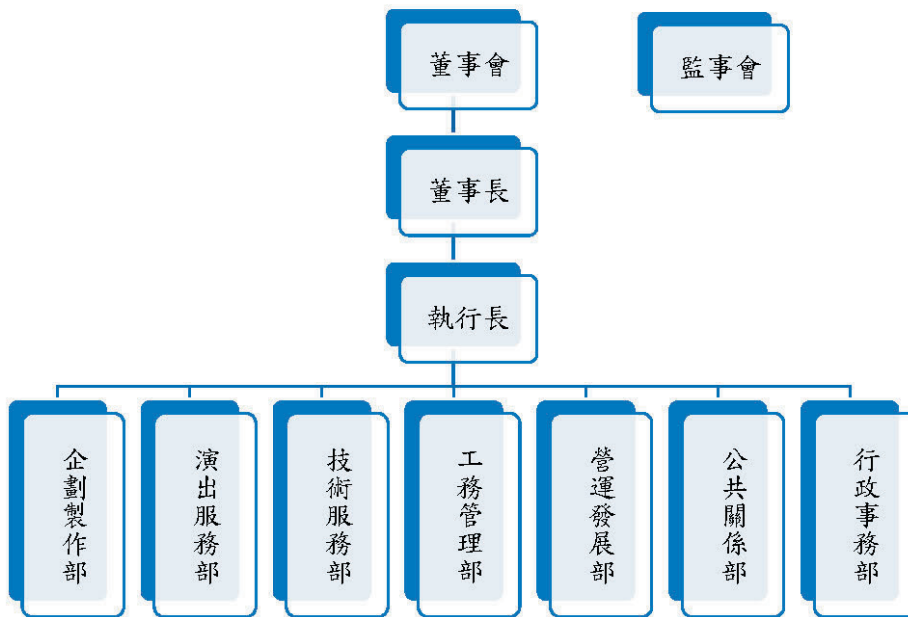 董事會
監事會
董事長
執行長
企劃製作部
演出服務部
技術服務部
工務管理部
營運發展部
公共關係部
行政事務部